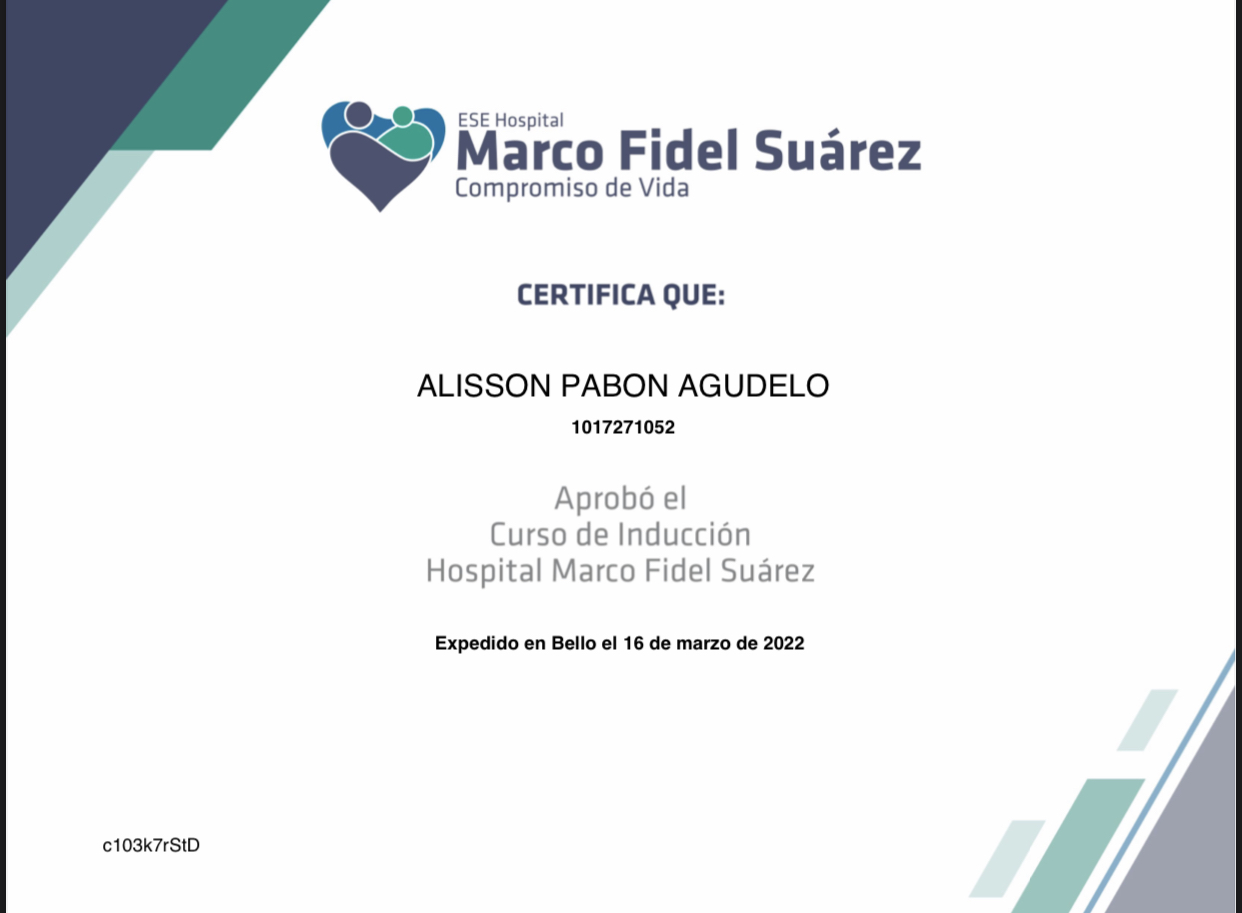 ESE Hospital
Marco Fidel Suárez
Compromiso de Vida
CERTIFICA QUE:
ALISSON PABON AGUDELO
1017271052
Aprobó el
Curso de Inducción
Hospital Marco Fidel Suárez
Expedido en Bello el 16 de marzo de 2022
c103k7rStD